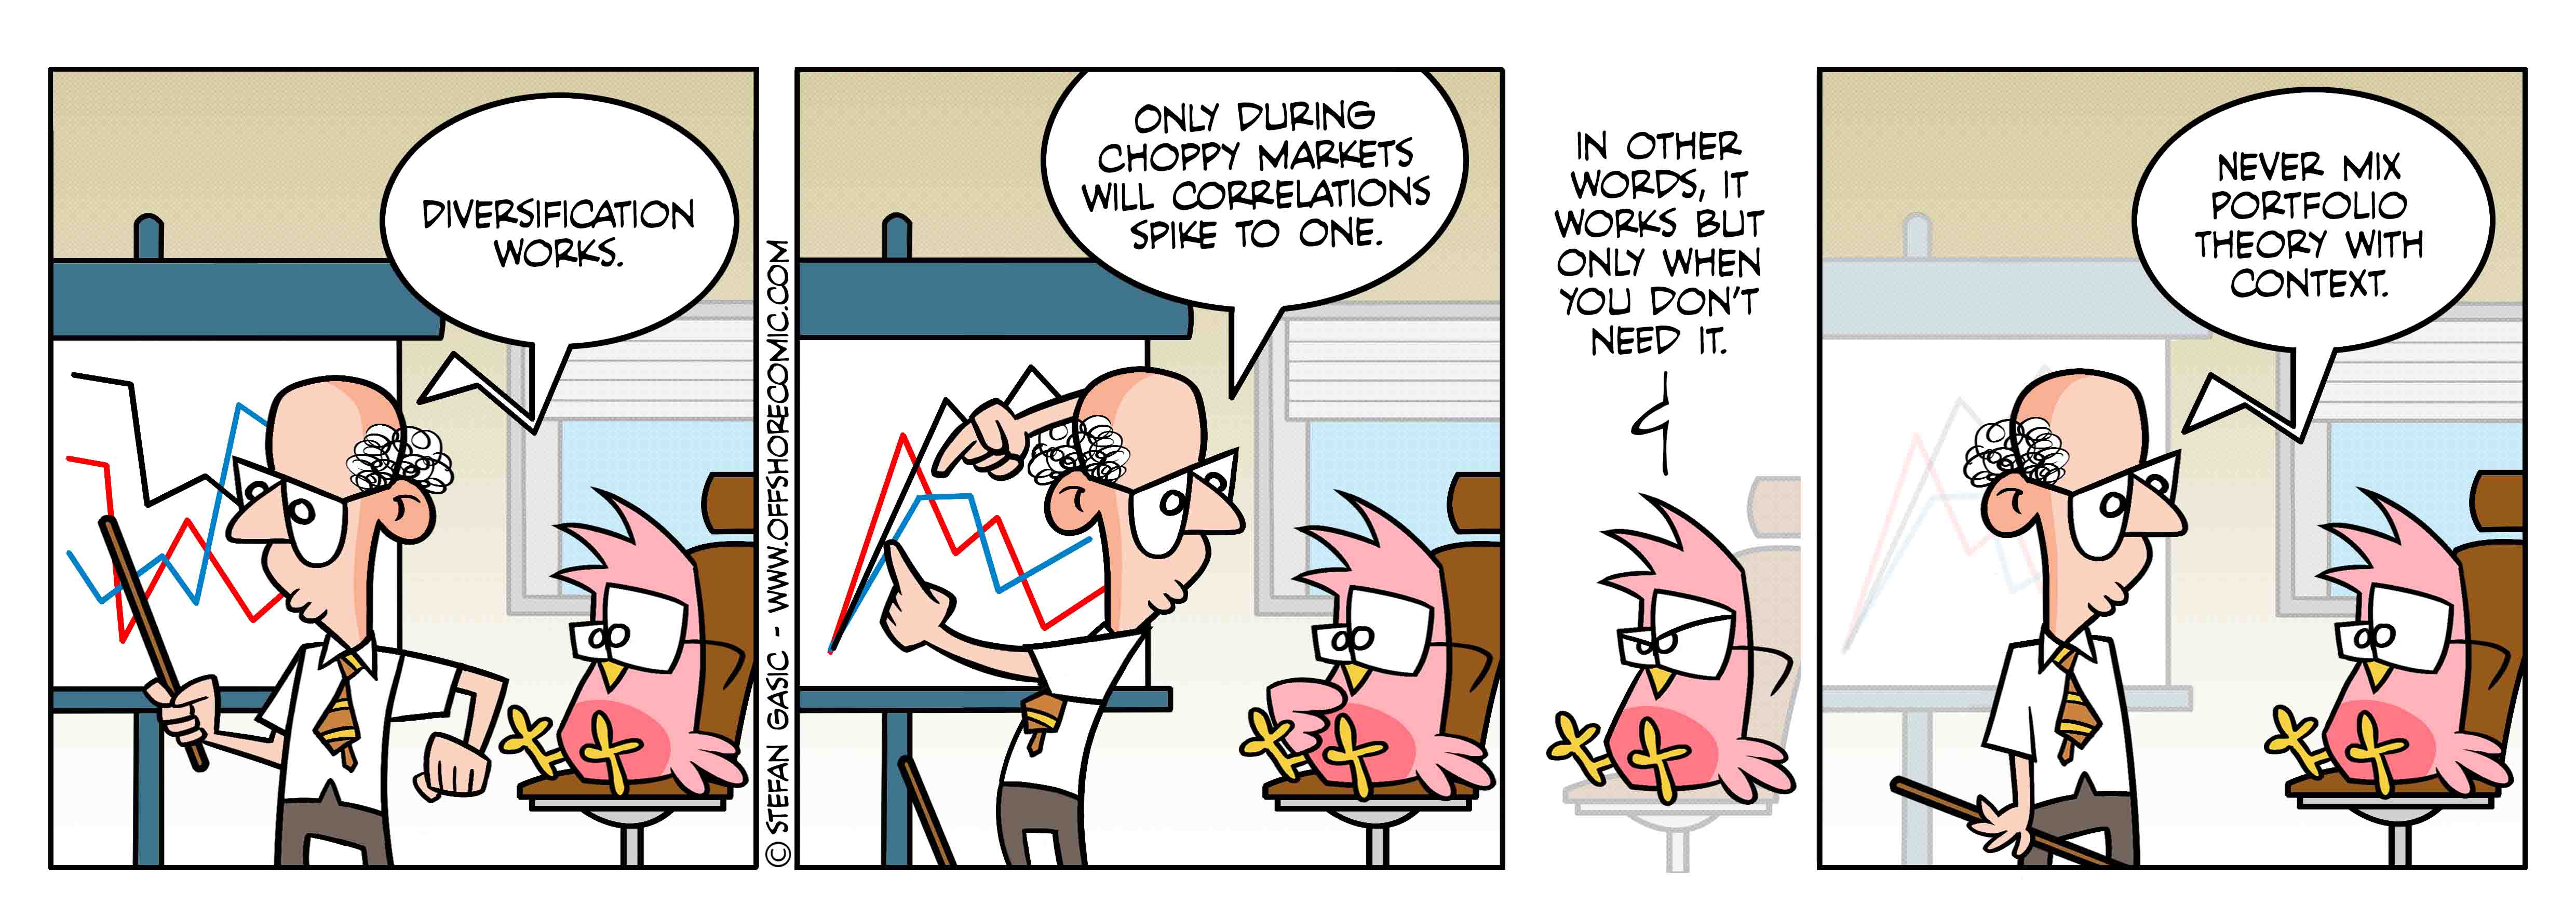 DIVERSIFICATION
WORKS.
© STEFAN GASIC - WWW.OFFSHORECOMIC.COM
ONLY DURING
CHOPPY MARKETS
WILL CORRELATIONS
SPIKE TO ONE.
IN OTHER
WORDS, IT
WORKS BUT
ONLY WHEN
YOU DON'T
NEED IT.
NEVER MIX
PORTFOLIO
THEORY WITH
CONTEXT.